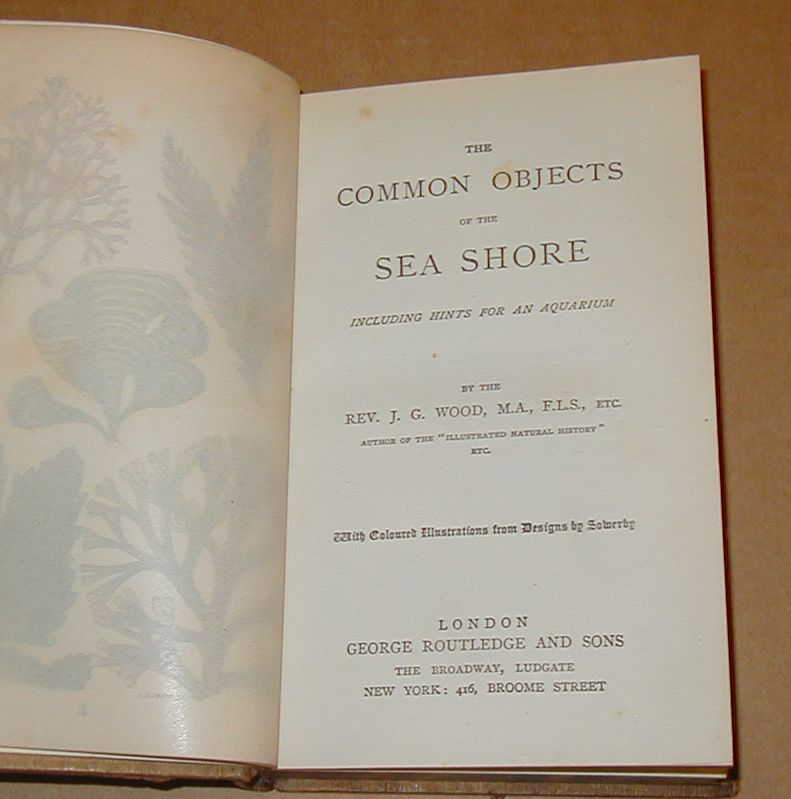 THE
COMMON OBJECTS
OF THE
SEA SHORE
INCLUDING HINTS FOR AN AQUARIUM
BY THE
REV. J. G. WOOD, M.A., F.L.S., ETC.
AUTHOR OF THE "ILLUSTRATED NATURAL HISTORY"
ETC.
With Coloured Illustrations from Designs by Sowerby
LONDON
GEORGE ROUTLEDGE AND SONS
THE BROADWAY, LUDGATE
NEW YORK: 416, BROOME STREET